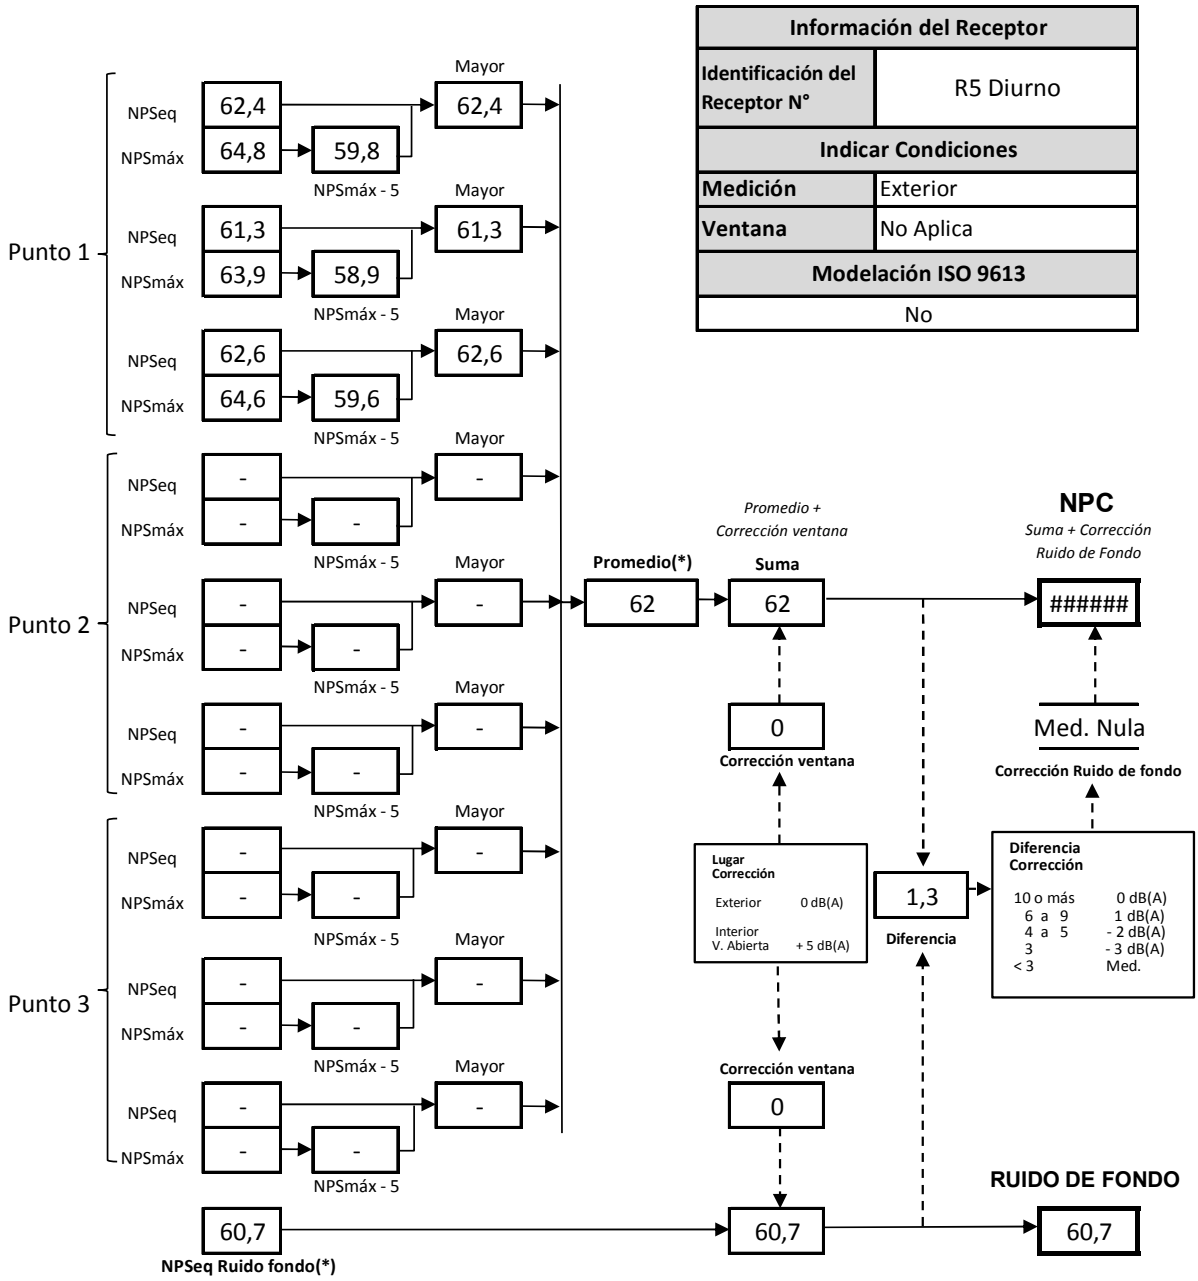 Información del Receptor
Identificación del Receptor N°
R5 Diurno
Indicar Condiciones
Medición Exterior
Ventana No Aplica
Modelación ISO 9613
No
Punto 1
Mayor
NPSeq 62,4 62,4
NPSmáx 64,8 59,8
NPSmáx - 5
Mayor
NPSeq 61,3 61,3
NPSmáx 63,9 58,9
NPSmáx - 5
Mayor
NPSeq 62,6 62,6
NPSmáx 64,6 59,6
NPSmáx - 5
Punto 2
Mayor
NPSeq - -
NPSmáx - -
NPSmáx - 5
Mayor
NPSeq - -
NPSmáx - -
NPSmáx - 5
Mayor
NPSeq - -
NPSmáx - -
NPSmáx - 5
Punto 3
Mayor
NPSeq - -
NPSmáx - -
NPSmáx - 5
Mayor
NPSeq - -
NPSmáx - -
NPSmáx - 5
Mayor
NPSeq - -
NPSmáx - -
NPSmáx - 5
Promedio(*)
62
Promedio +
Corrección ventana
Suma
62
NPC
Suma + Corrección
Ruido de Fondo
######
0
Corrección ventana
Med. Nula
Corrección Ruido de fondo
Lugar
Corrección
Exterior 0 dB(A)
Interior
V. Abierta + 5 dB(A)
1,3
Diferencia
Diferencia
Corrección
10 o más 0 dB(A)
6 a 9 1 dB(A)
4 a 5 - 2 dB(A)
3 - 3 dB(A)
< 3 Med.
Corrección ventana
0
RUIDO DE FONDO
60,7 60,7 60,7
NPSeq Ruido fondo(*)